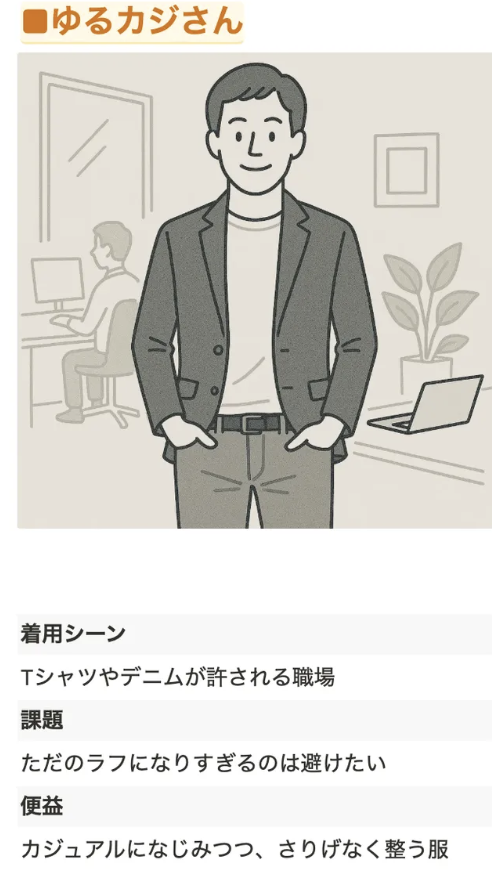 ■ゆるカジさん
着用シーン
Tシャツやデニムが許される職場
課題
ただのラフになりすぎるのは避けたい
便益
カジュアルになじみつつ、さりげなく整う服